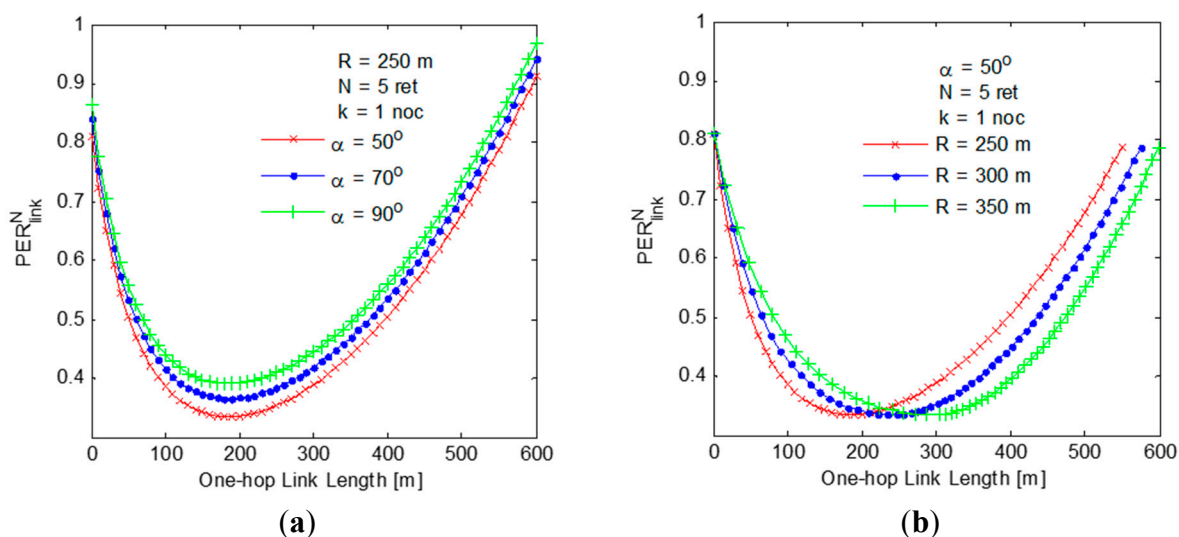 1
0.9
0.8
0.7
0.6
0.5
0.4
PER^N_link
R = 250 m
N = 5 ret
k = 1 noc
α = 50°
α = 70°
α = 90°
0 100 200 300 400 500 600
One-hop Link Length [m]
(a)
1
0.9
0.8
0.7
0.6
0.5
0.4
PER^N_link
α = 50°
N = 5 ret
k = 1 noc
R = 250 m
R = 300 m
R = 350 m
0 100 200 300 400 500 600
One-hop Link Length [m]
(b)